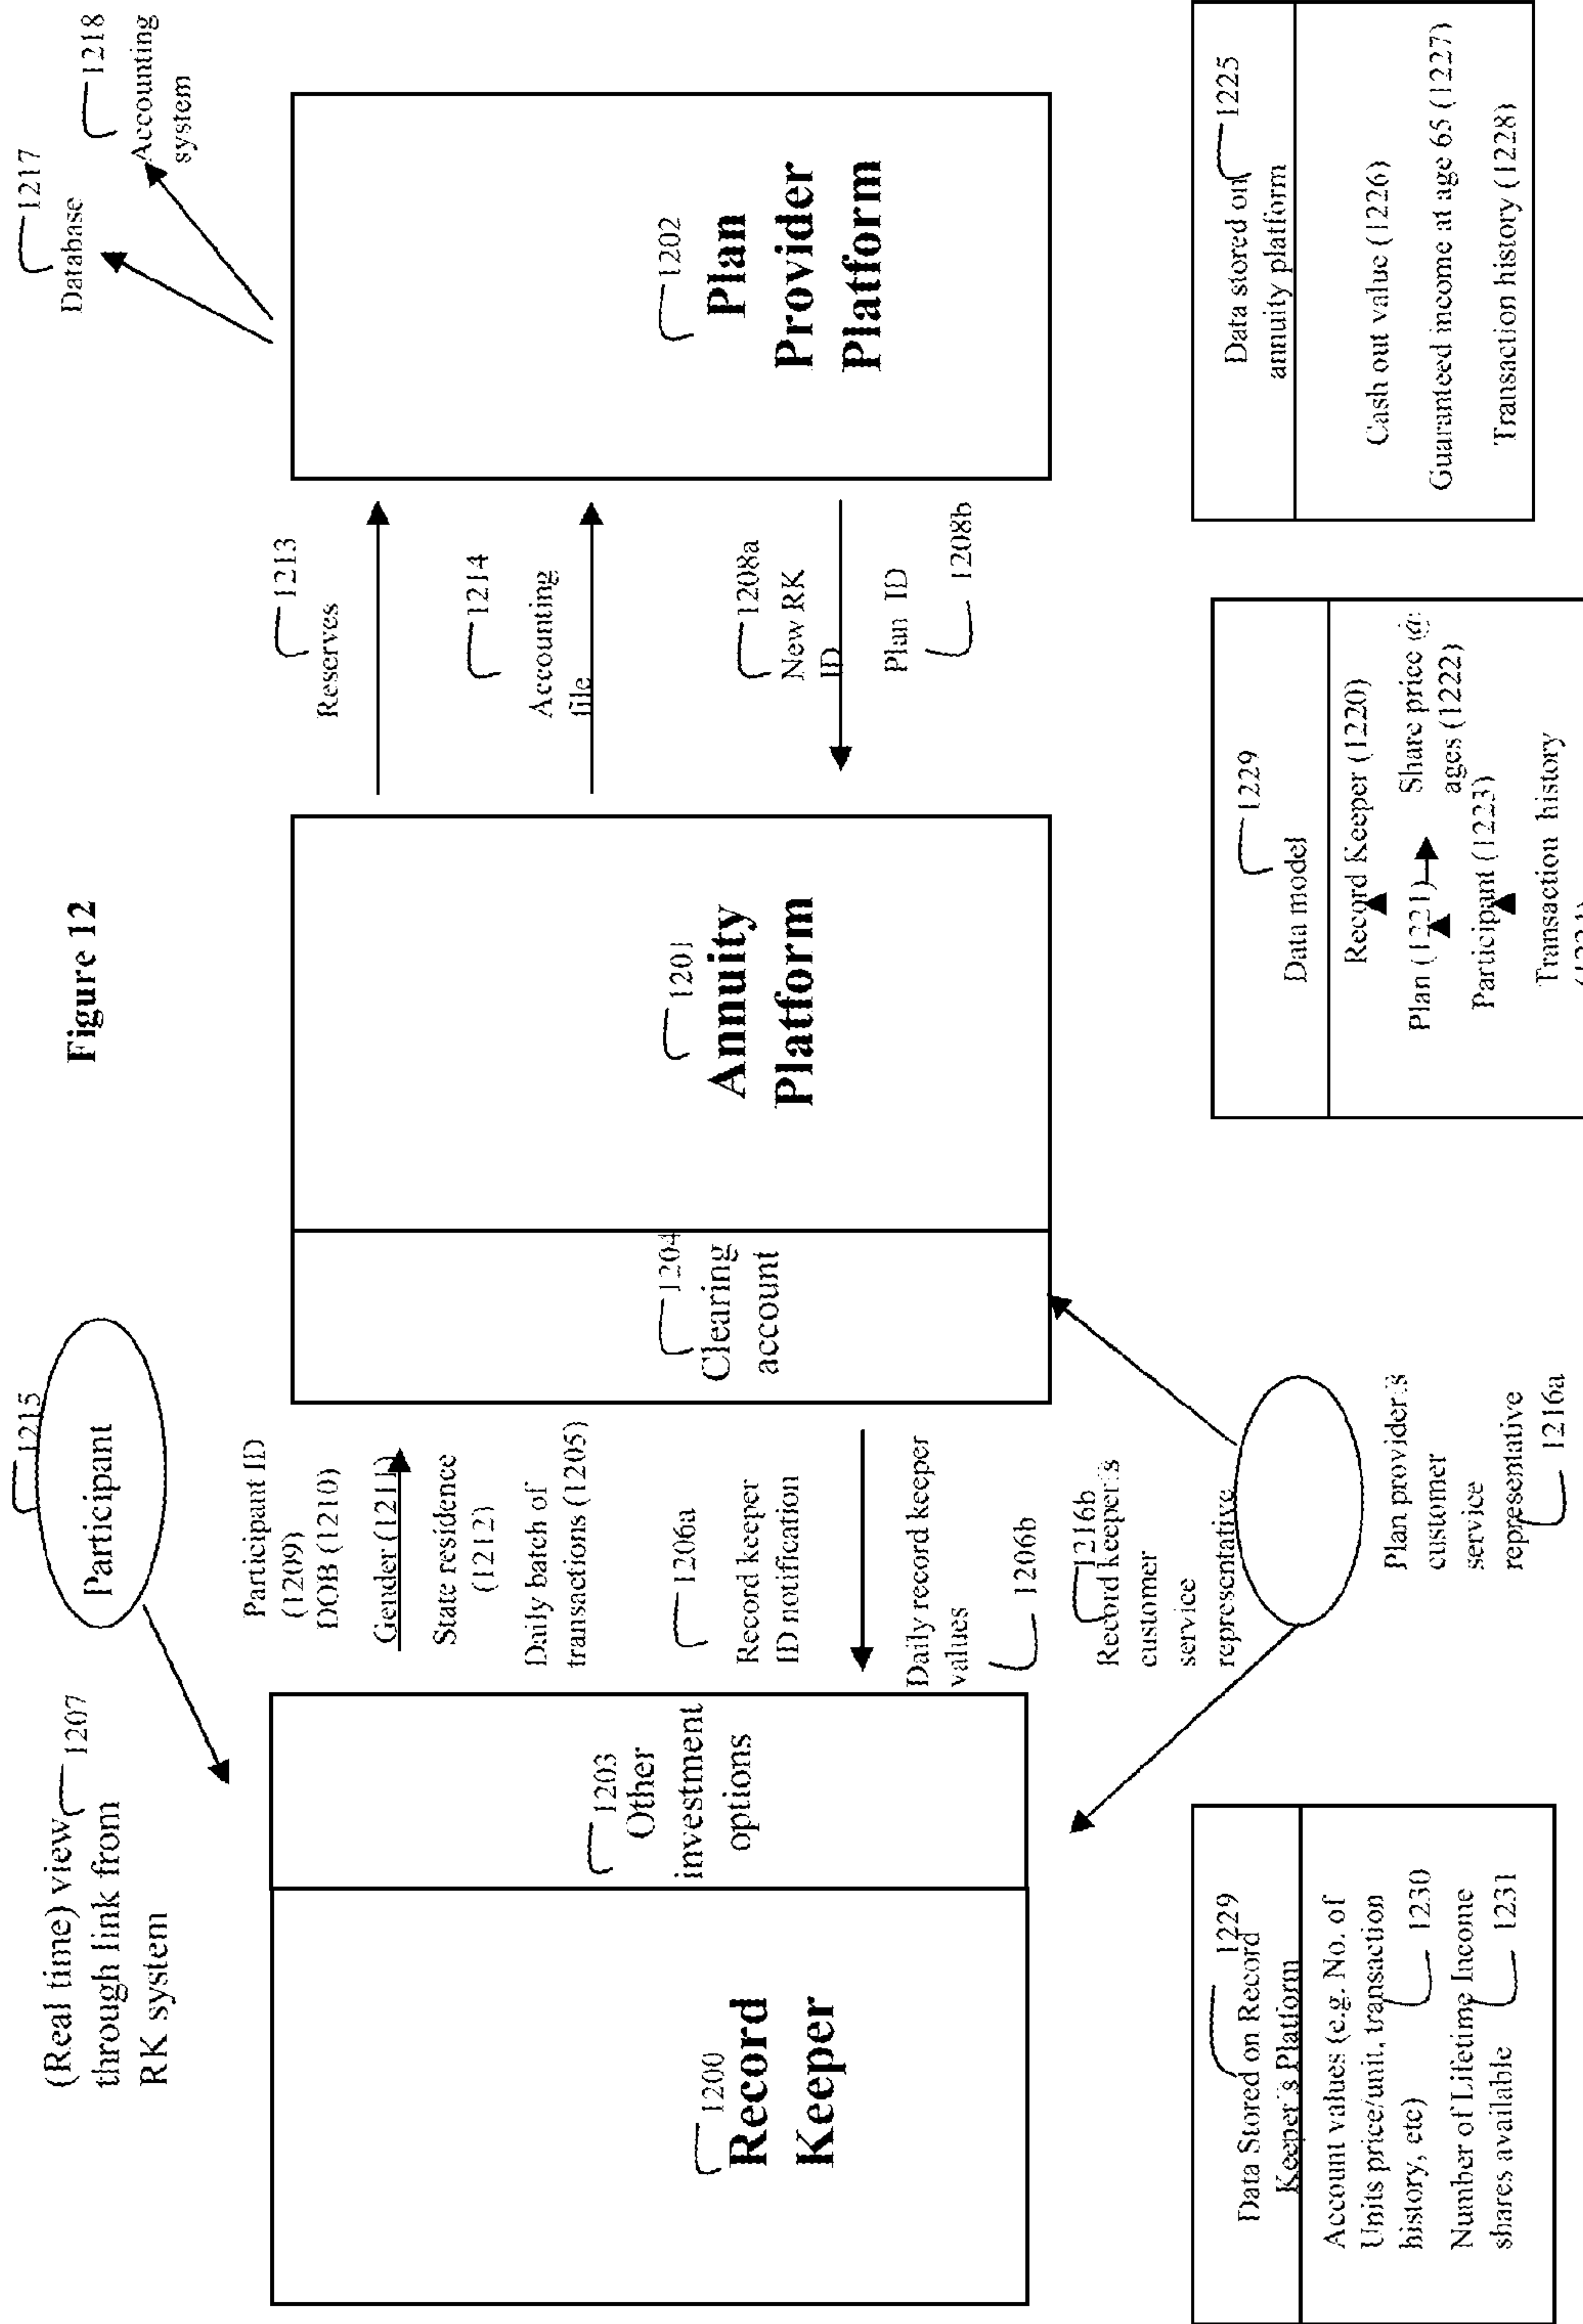 Figure 12
(Real time) view 1207
through link from
RK system
1215
Participant
1217
Database
1218
Accounting
system
1200
Record
Keeper
1203
Other
investment
options
Participant ID
(1209)
DOB (1210)
Gender (1211)
State residence
(1212)
Daily batch of
transactions (1205)
1206a
Record keeper
ID notification
Daily record keeper
values
1206b
1204
Clearing
account
1201
Annuity
Platform
1213
Reserves
1214
Accounting
file
1208a
New RK
ID
Plan ID
1208b
1202
Plan
Provider
Platform
1216b
Record keeper's
customer
service
representative
Plan provider's
customer
service
representative
1216a
1229
Data Stored on Record
Keeper's Platform
Account values (e.g. No. of
Units price/unit, transaction
history, etc) 1230
Number of Lifetime Income
shares available 1231
1229
Data model
Record Keeper (1220)
Plan (1221)
Share price @
ages (1222)
Participant (1223)
Transaction history
Data stored on 1225
annuity platform
Cash out value (1226)
Guaranteed income at age 65 (1227)
Transaction history (1228)